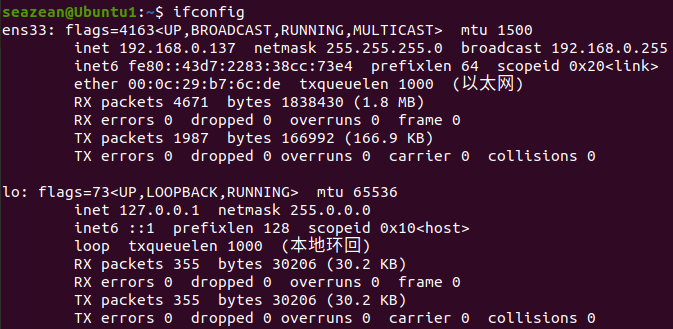 seazean@Ubuntu1:~$ ifconfig
ens33: flags=4163<UP,BROADCAST,RUNNING,MULTICAST>  mtu 1500
        inet 192.168.0.137  netmask 255.255.255.0  broadcast 192.168.0.255
        inet6 fe80::43d7:2283:38cc:73e4  prefixlen 64  scopeid 0x20<link>
        ether 00:0c:29:b7:6c:de  txqueuelen 1000  (以太网)
        RX packets 4671  bytes 1838430 (1.8 MB)
        RX errors 0  dropped 0  overruns 0  frame 0
        TX packets 1987  bytes 166992 (166.9 KB)
        TX errors 0  dropped 0 overruns 0  carrier 0  collisions 0
lo: flags=73<UP,LOOPBACK,RUNNING>  mtu 65536
        inet 127.0.0.1  netmask 255.0.0.0
        inet6 ::1  prefixlen 128  scopeid 0x10<host>
        loop  txqueuelen 1000  (本地环回)
        RX packets 355  bytes 30206 (30.2 KB)
        RX errors 0  dropped 0  overruns 0  frame 0
        TX packets 355  bytes 30206 (30.2 KB)
        TX errors 0  dropped 0 overruns 0  carrier 0  collisions 0